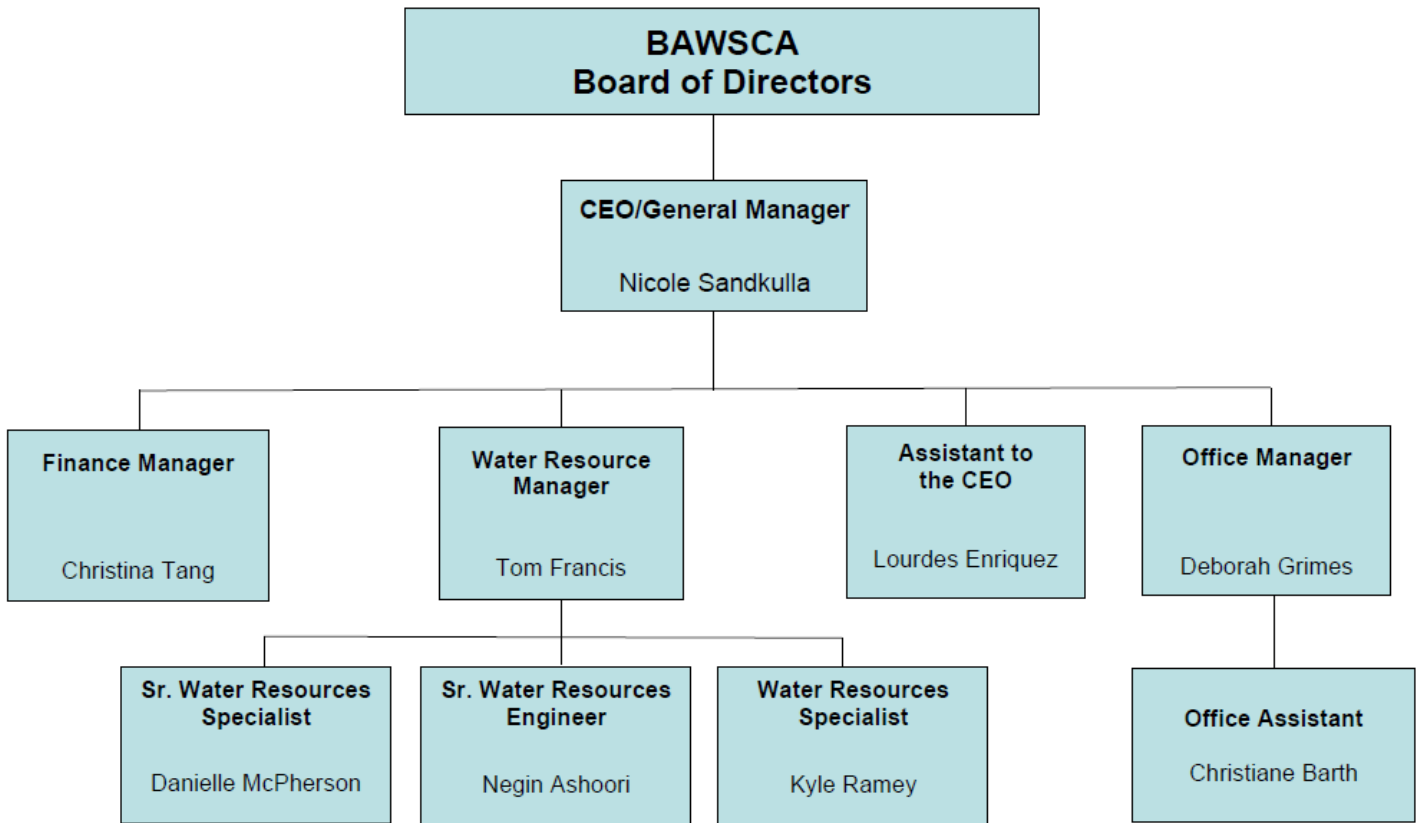 BAWSCA
Board of Directors
CEO/General Manager
Nicole Sandkulla
Finance Manager
Christina Tang
Water Resource
Manager
Tom Francis
Assistant to
the CEO
Lourdes Enriquez
Office Manager
Deborah Grimes
Sr. Water Resources
Specialist
Danielle McPherson
Sr. Water Resources
Engineer
Negin Ashoori
Water Resources
Specialist
Kyle Ramey
Office Assistant
Christiane Barth